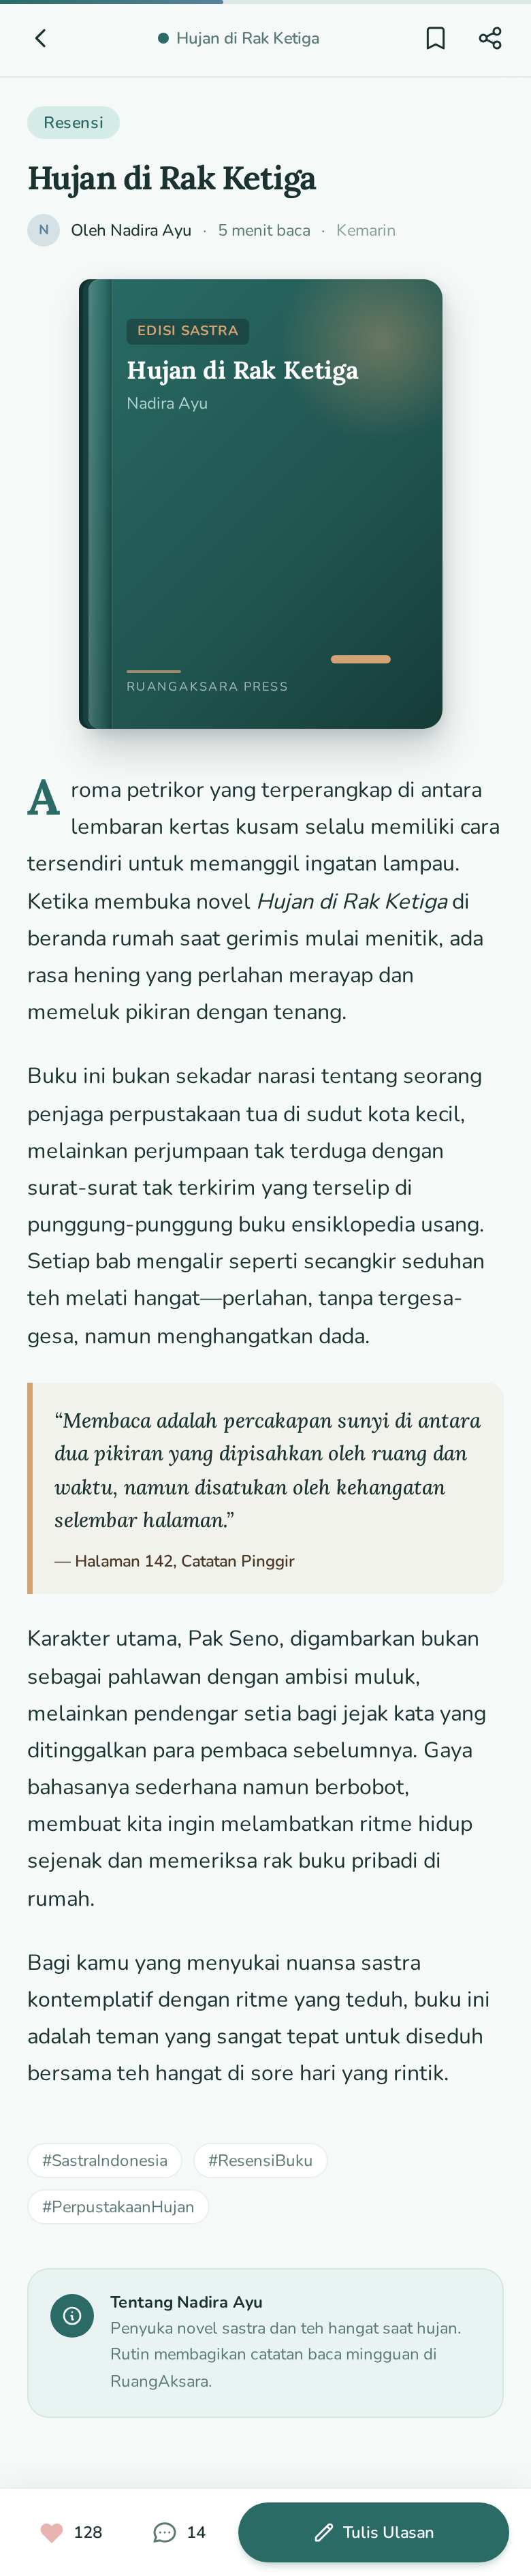 Hujan di Rak Ketiga
Resensi
Hujan di Rak Ketiga
N Oleh Nadira Ayu · 5 menit baca · Kemarin
EDISI SASTRA
Hujan di Rak Ketiga
Nadira Ayu
RUANGAKSARA PRESS
Aroma petrikor yang terperangkap di antara
lembaran kertas kusam selalu memiliki cara
tersendiri untuk memanggil ingatan lampau.
Ketika membuka novel Hujan di Rak Ketiga di
beranda rumah saat gerimis mulai menitik, ada
rasa hening yang perlahan merayap dan
memeluk pikiran dengan tenang.
Buku ini bukan sekadar narasi tentang seorang
penjaga perpustakaan tua di sudut kota kecil,
melainkan perjumpaan tak terduga dengan
surat-surat tak terkirim yang terselip di
punggung-punggung buku ensiklopedia usang.
Setiap bab mengalir seperti secangkir seduhan
teh melati hangat—perlahan, tanpa tergesa-
gesa, namun menghangatkan dada.
“Membaca adalah percakapan sunyi di antara
dua pikiran yang dipisahkan oleh ruang dan
waktu, namun disatukan oleh kehangatan
selembar halaman.”
— Halaman 142, Catatan Pinggir
Karakter utama, Pak Seno, digambarkan bukan
sebagai pahlawan dengan ambisi muluk,
melainkan pendengar setia bagi jejak kata yang
ditinggalkan para pembaca sebelumnya. Gaya
bahasanya sederhana namun berbobot,
membuat kita ingin melambatkan ritme hidup
sejenak dan memeriksa rak buku pribadi di
rumah.
Bagi kamu yang menyukai nuansa sastra
kontemplatif dengan ritme yang teduh, buku ini
adalah teman yang sangat tepat untuk diseduh
bersama teh hangat di sore hari yang rintik.
#SastraIndonesia #ResensiBuku
#PerpustakaanHujan
Tentang Nadira Ayu
Penyuka novel sastra dan teh hangat saat hujan.
Rutin membagikan catatan baca mingguan di
RuangAksara.
128 14 Tulis Ulasan